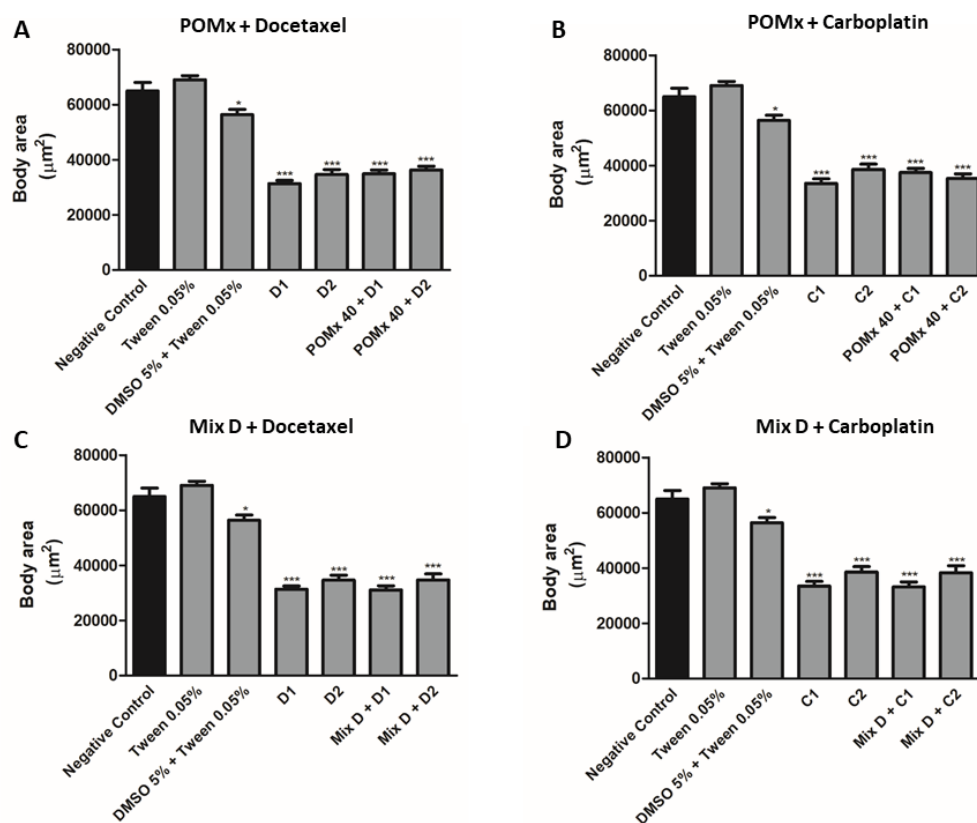 A
POMx + Docetaxel
Body area
(µm²)
80000
60000
40000
20000
0
*
***
***
***
***
Negative Control
Tween 0.05%
DMSO 5% + Tween 0.05%
D1
D2
POMx 40 + D1
POMx 40 + D2
B
POMx + Carboplatin
Body area
(µm²)
80000
60000
40000
20000
0
*
***
***
***
***
Negative Control
Tween 0.05%
DMSO 5% + Tween 0.05%
C1
C2
POMx 40 + C1
POMx 40 + C2
C
Mix D + Docetaxel
Body area
(µm²)
80000
60000
40000
20000
0
*
***
***
***
***
Negative Control
Tween 0.05%
DMSO 5% + Tween 0.05%
D1
D2
Mix D + D1
Mix D + D2
D
Mix D + Carboplatin
Body area
(µm²)
80000
60000
40000
20000
0
*
***
***
***
***
Negative Control
Tween 0.05%
DMSO 5% + Tween 0.05%
C1
C2
Mix D + C1
Mix D + C2